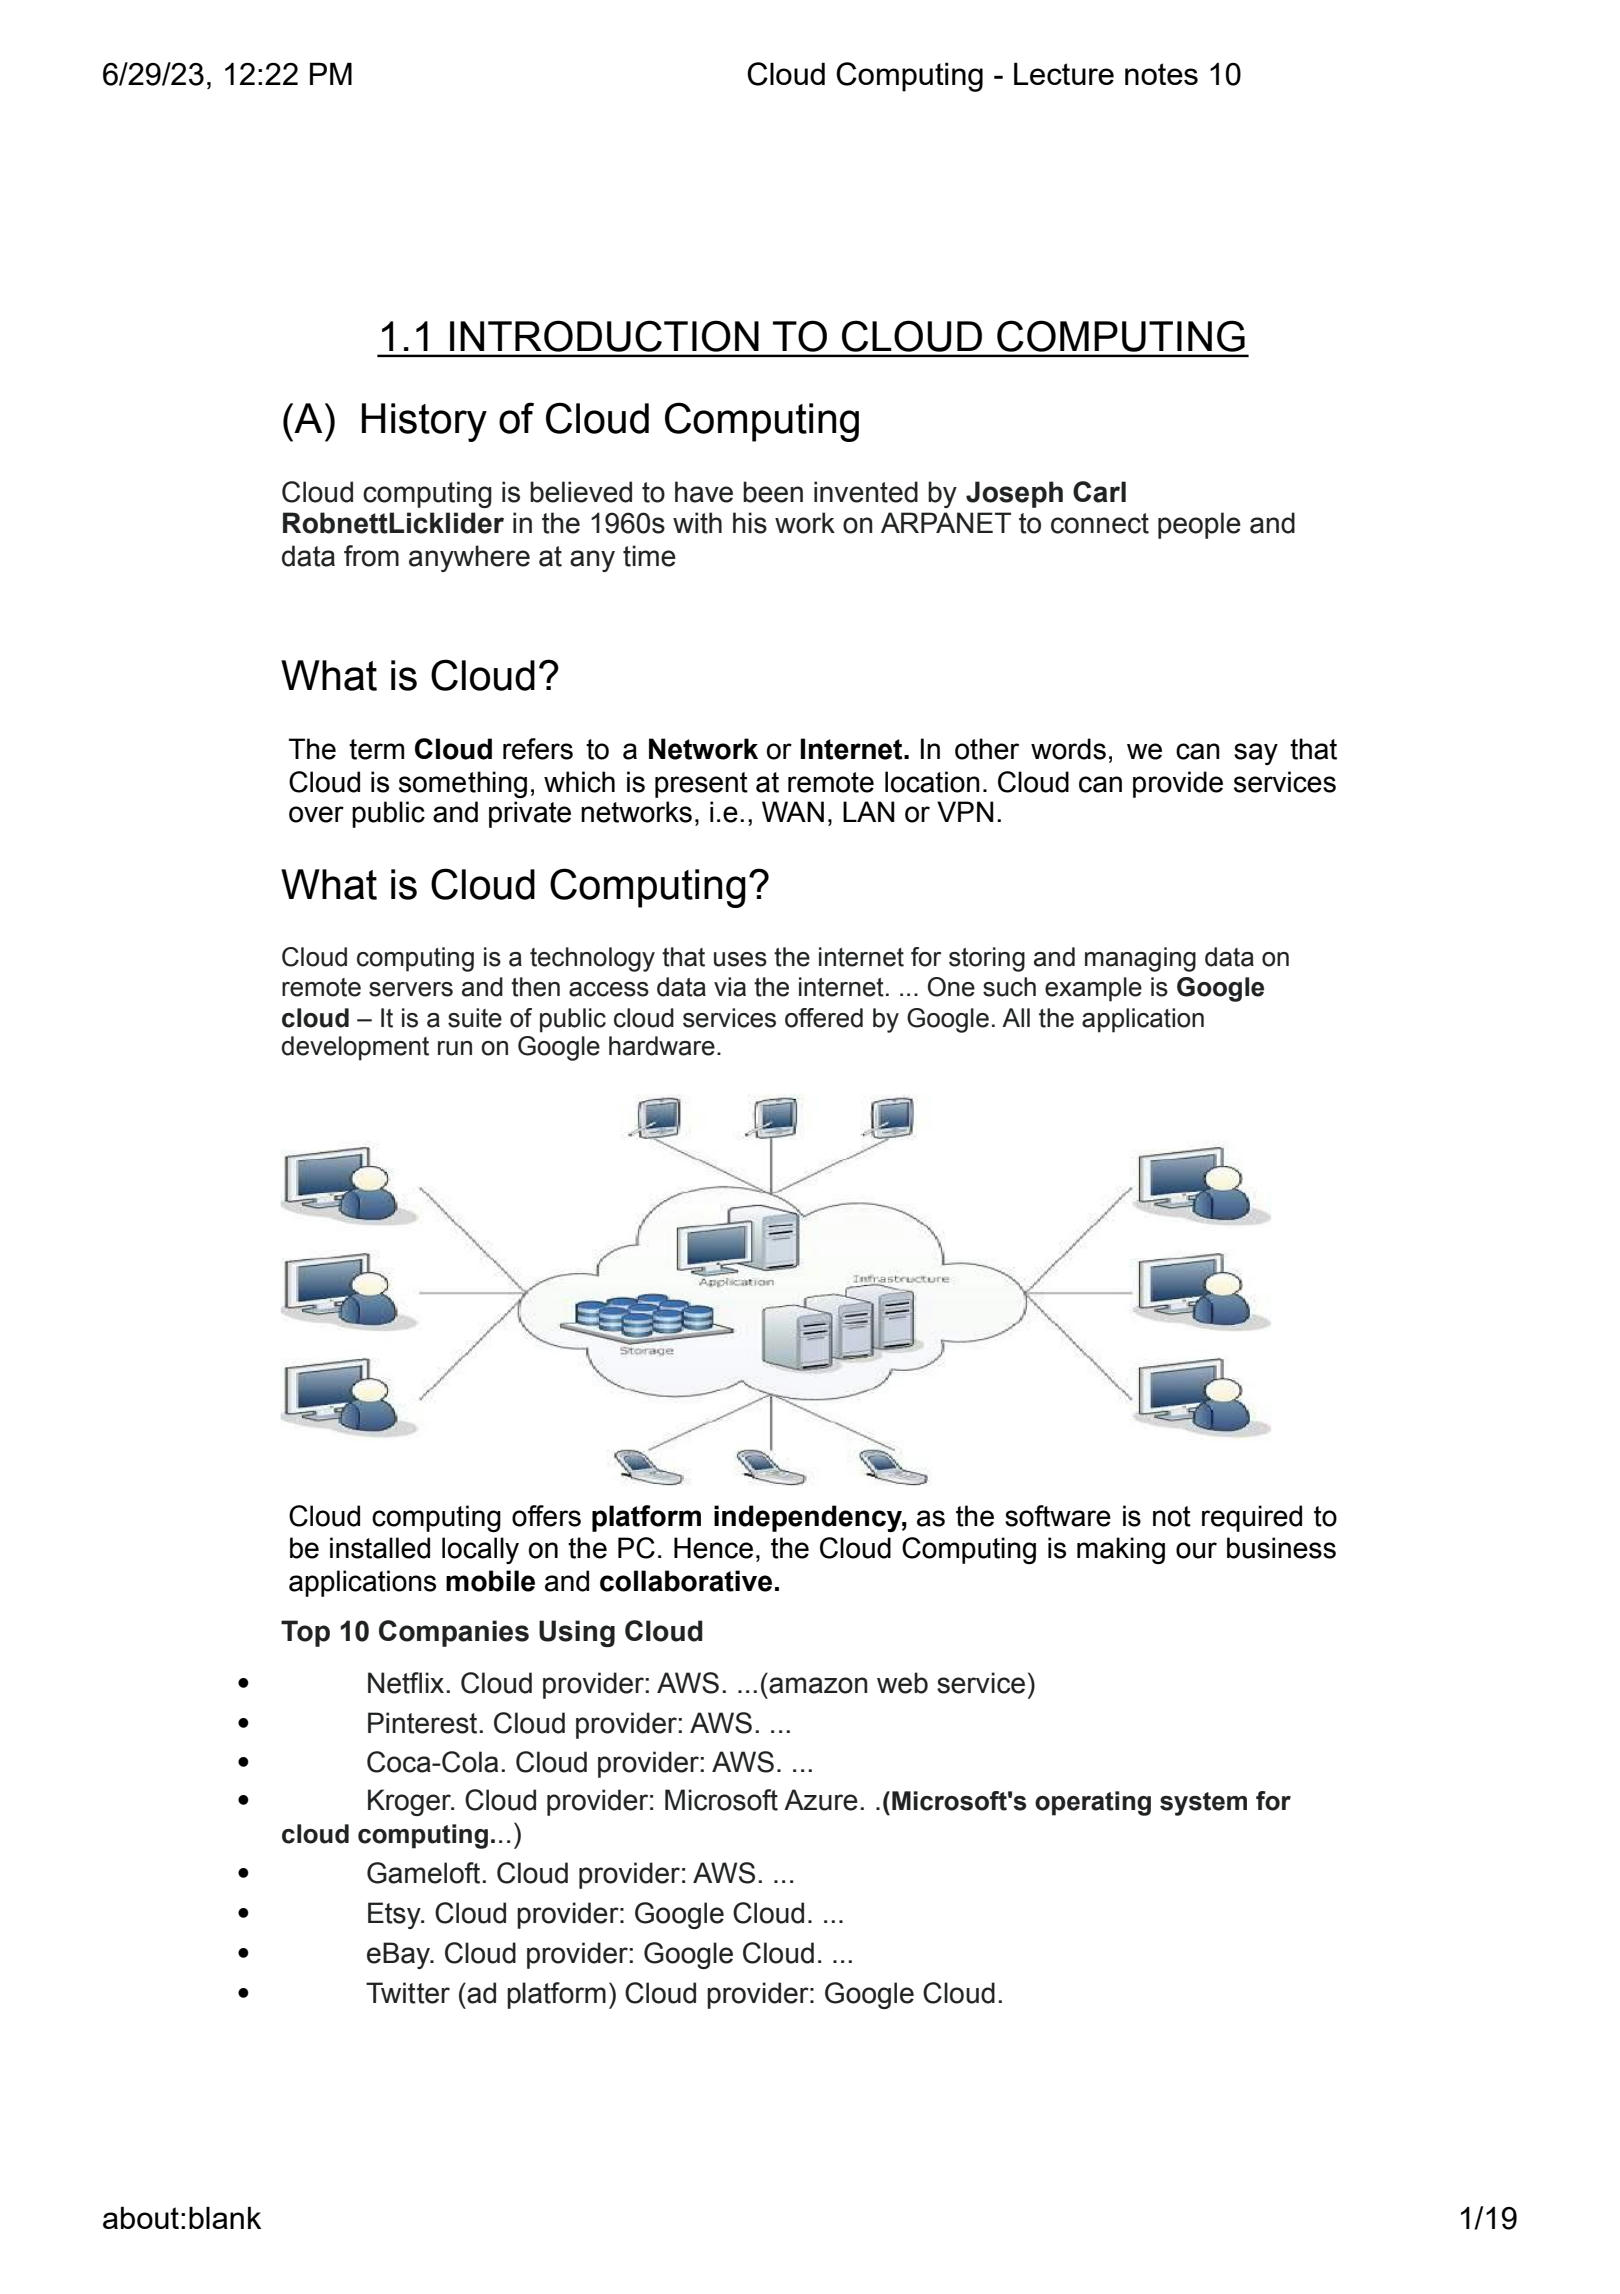 6/29/23, 12:22 PM
Cloud Computing - Lecture notes 10
1.1 INTRODUCTION TO CLOUD COMPUTING
(A) History of Cloud Computing
Cloud computing is believed to have been invented by Joseph Carl
RobnettLicklider in the 1960s with his work on ARPANET to connect people and
data from anywhere at any time
What is Cloud?
The term Cloud refers to a Network or Internet. In other words, we can say that
Cloud is something, which is present at remote location. Cloud can provide services
over public and private networks, i.e., WAN, LAN or VPN.
What is Cloud Computing?
Cloud computing is a technology that uses the internet for storing and managing data on
remote servers and then access data via the internet. ... One such example is Google
cloud – It is a suite of public cloud services offered by Google. All the application
development run on Google hardware.
Application
Infrastructure
Storage
Cloud computing offers platform independency, as the software is not required to
be installed locally on the PC. Hence, the Cloud Computing is making our business
applications mobile and collaborative.
Top 10 Companies Using Cloud
• Netflix. Cloud provider: AWS. ...(amazon web service)
• Pinterest. Cloud provider: AWS. ...
• Coca-Cola. Cloud provider: AWS. ...
• Kroger. Cloud provider: Microsoft Azure. .(Microsoft's operating system for
cloud computing...)
• Gameloft. Cloud provider: AWS. ...
• Etsy. Cloud provider: Google Cloud. ...
• eBay. Cloud provider: Google Cloud. ...
• Twitter (ad platform) Cloud provider: Google Cloud.
about:blank
1/19